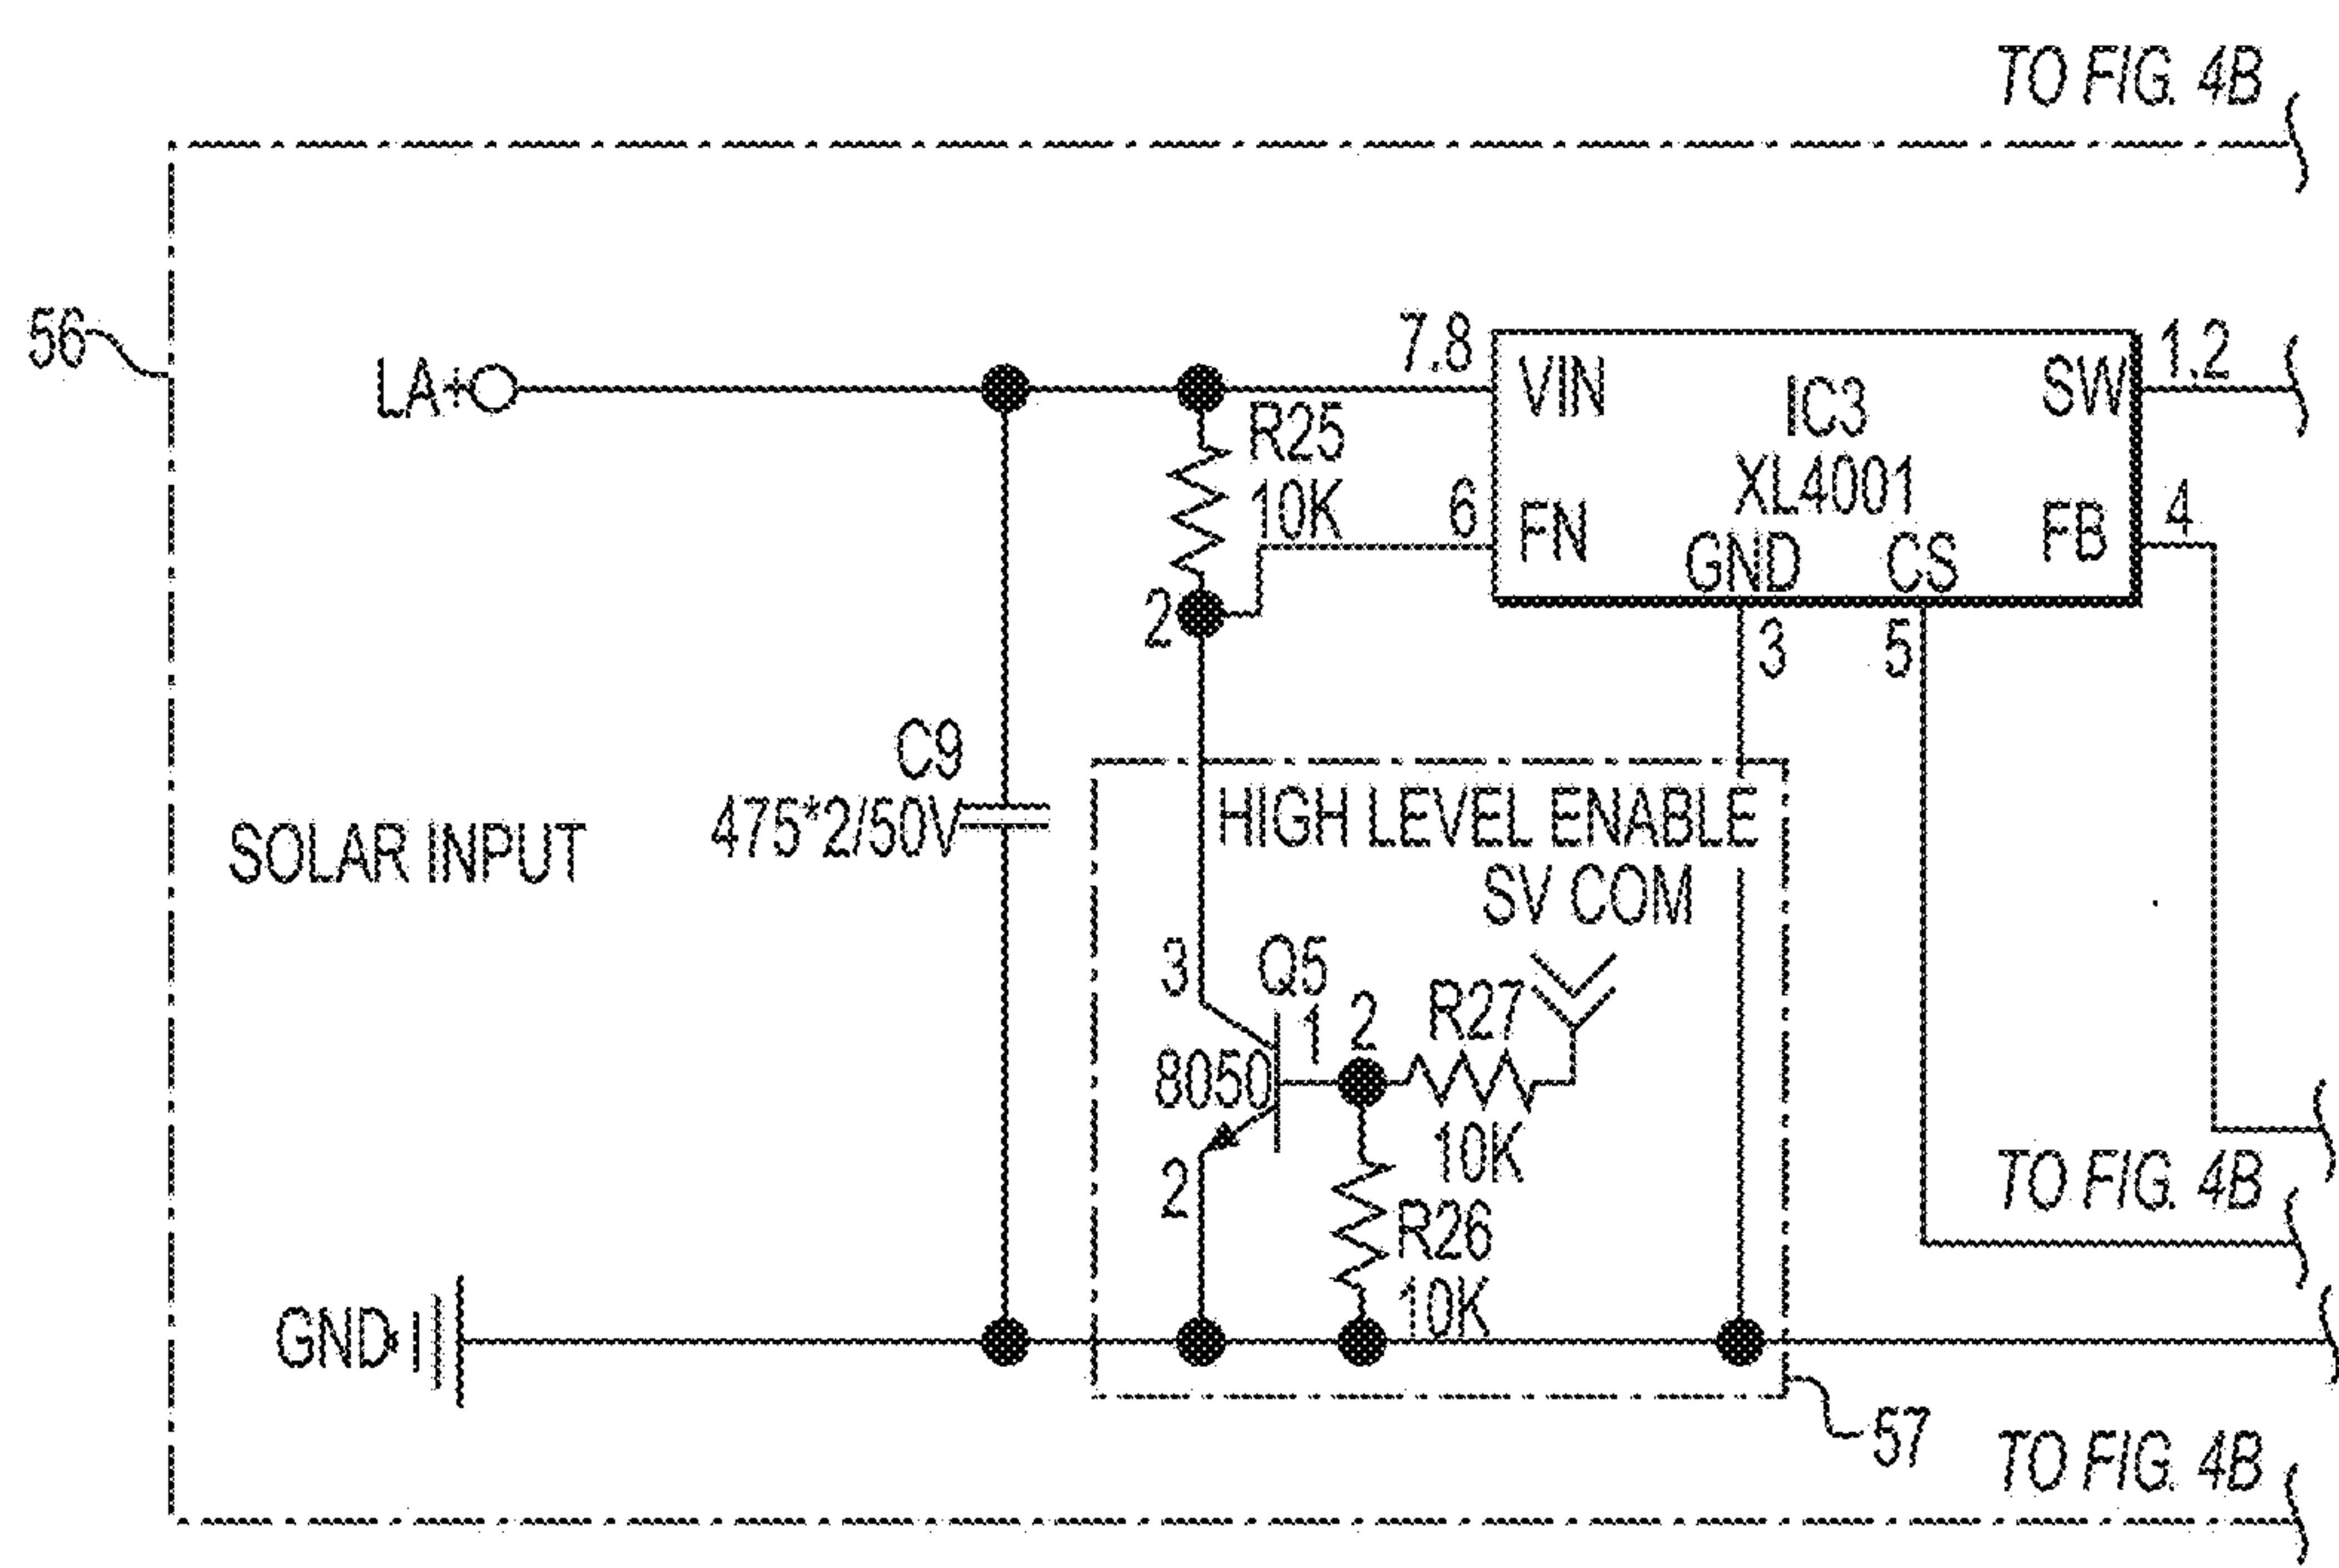 TO FIG. 4B
56
LA+
7.8
VIN
IC3
SW
1.2
R25
XL4001
10K
6
FN
GND
CS
FB
4
2
3
5
C9
475*2/50V
HIGH LEVEL ENABLE
SV COM
SOLAR INPUT
3
Q5
1
2
R27
8050
10K
2
R26
10K
TO FIG. 4B
GND
57
TO FIG. 4B